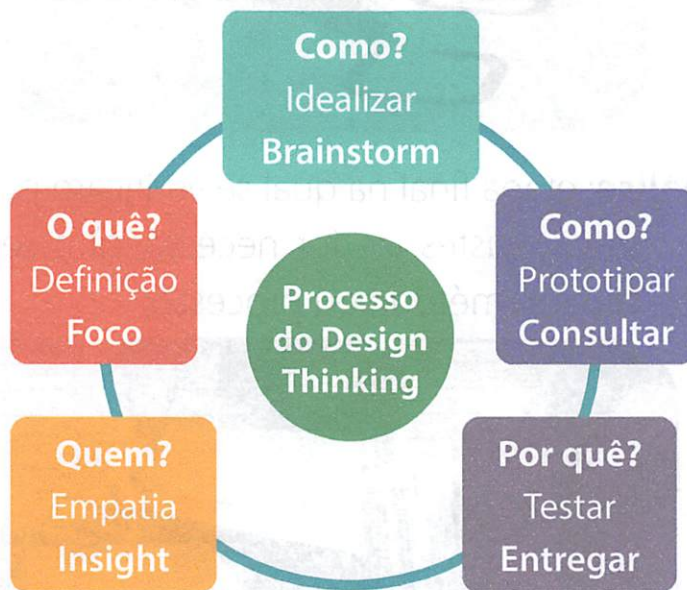 Como?
Idealizar
Brainstorm
O quê?
Definição
Foco
Como?
Prototipar
Consultar
Processo
do Design
Thinking
Quem?
Empatia
Insight
Por quê?
Testar
Entregar